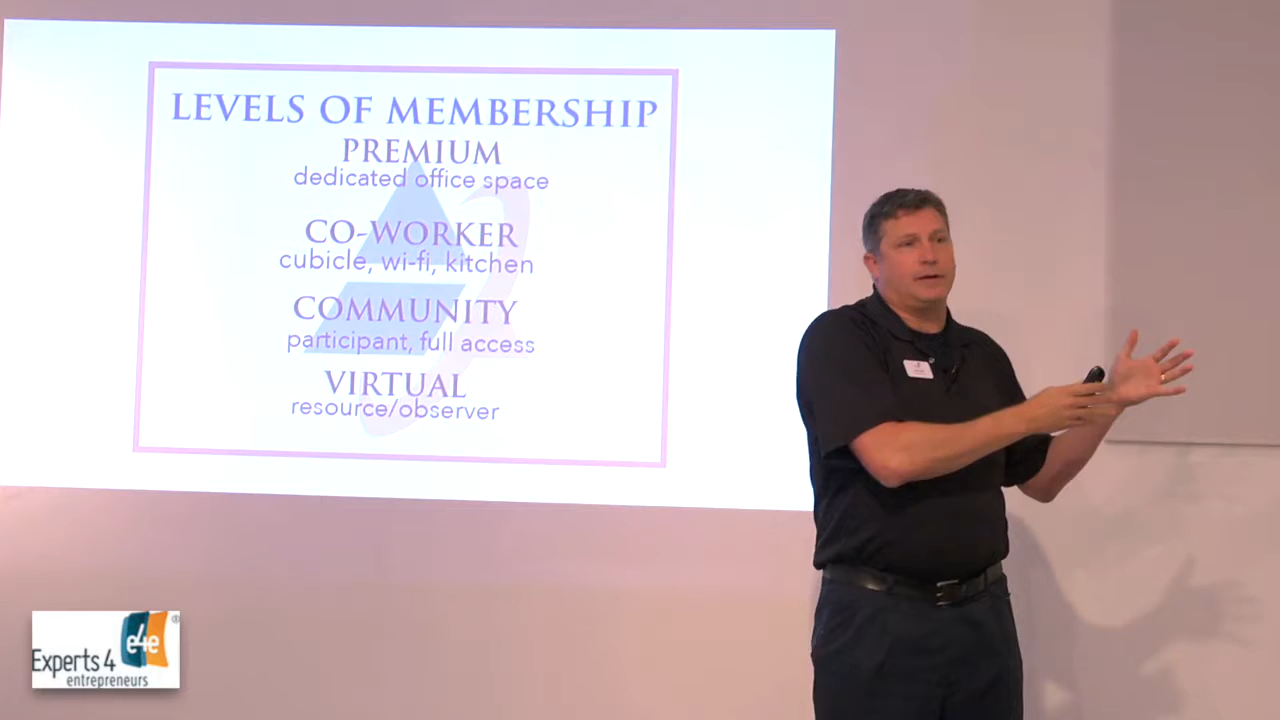 LEVELS OF MEMBERSHIP
PREMIUM
dedicated office space
CO-WORKER
cubicle, wi-fi, kitchen
COMMUNITY
participant, full access
VIRTUAL
resource/observer
e4e ®
Experts 4
entrepreneurs